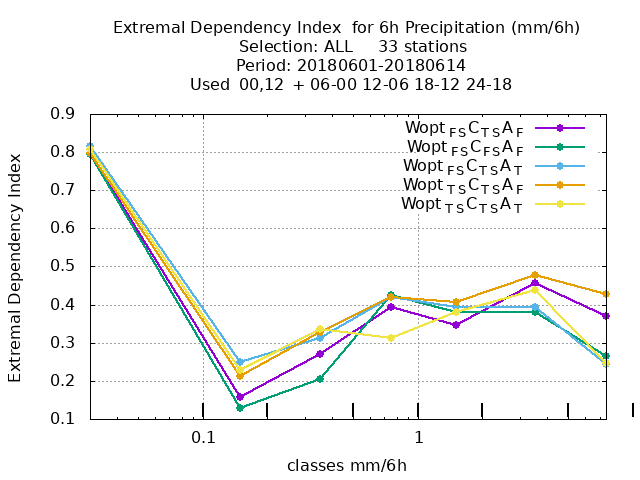 Extremal Dependency Index  for 6h Precipitation (mm/6h)
Selection: ALL     33 stations
Period: 20180601-20180614
Used  00,12  + 06-00 12-06 18-12 24-18
Extremal Dependency Index
0.9
0.8
0.7
0.6
0.5
0.4
0.3
0.2
0.1
Wopt FS C TS A F
Wopt FS C FS A F
Wopt FS C TS A T
Wopt TS C TS A F
Wopt TS C TS A T
0.1
1
classes mm/6h